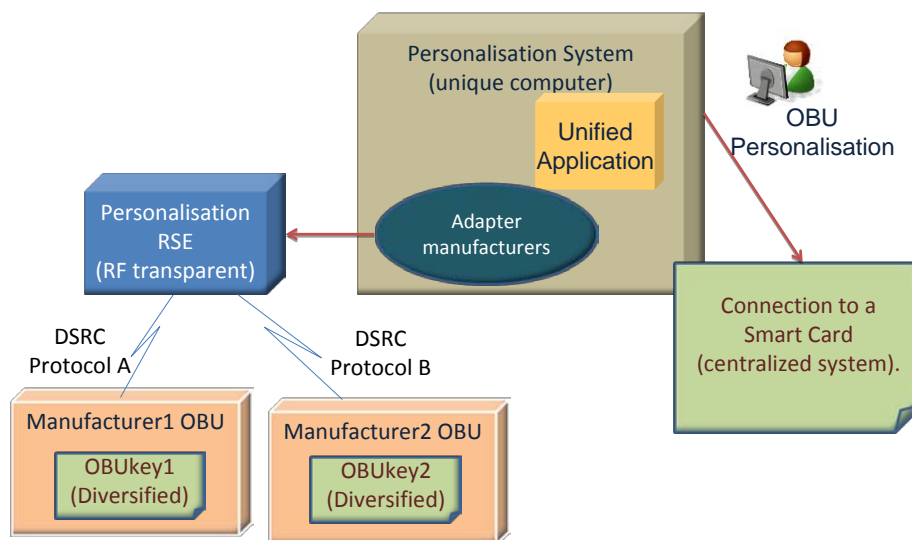 Personalisation System
(unique computer)
Unified
Application
OBU
Personalisation
Adapter
manufacturers
Personalisation
RSE
(RF transparent)
Connection to a
Smart Card
(centralized system).
DSRC
Protocol A
DSRC
Protocol B
Manufacturer1 OBU
OBUkey1
(Diversified)
Manufacturer2 OBU
OBUkey2
(Diversified)